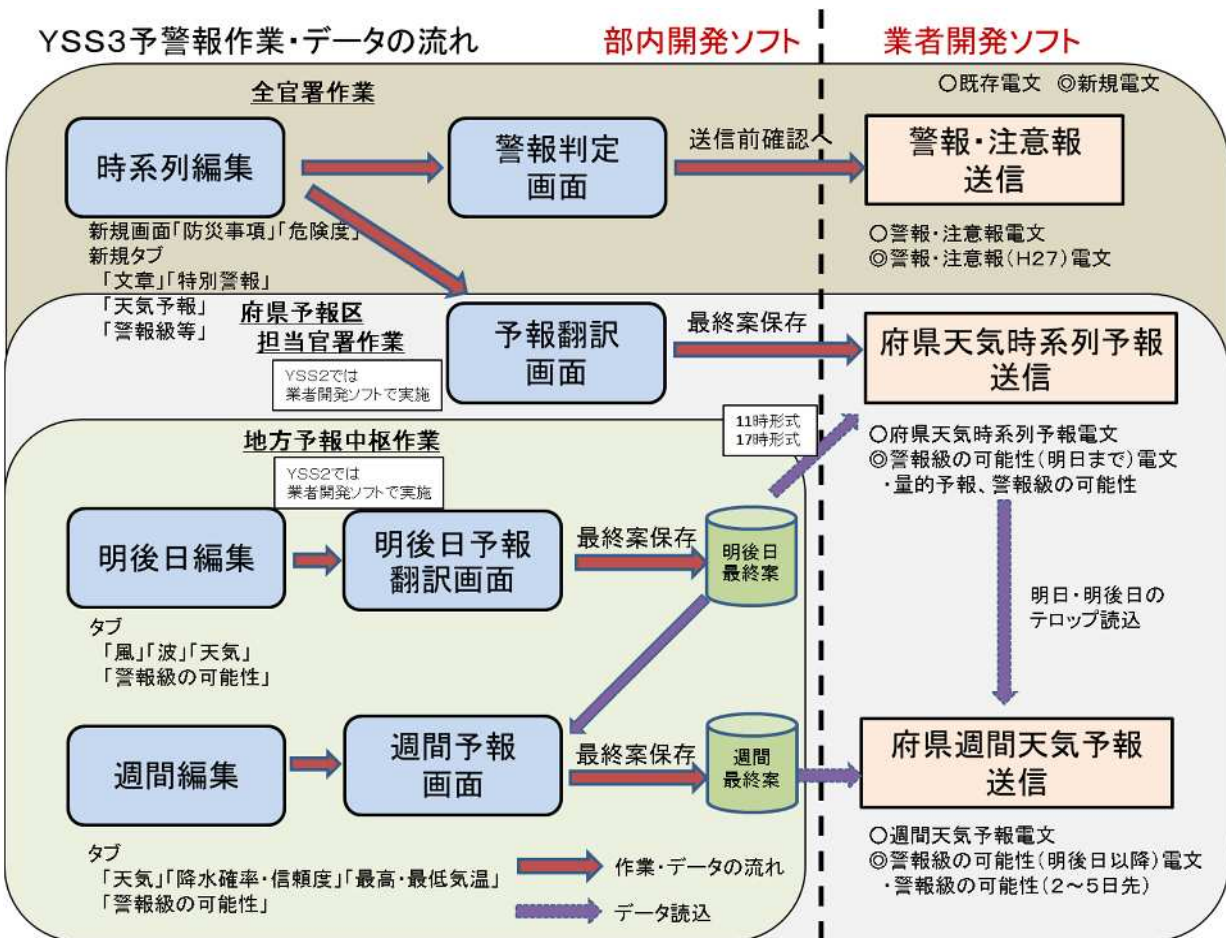 YSS3予警報作業・データの流れ
部内開発ソフト
業者開発ソフト
全官署作業
○既存電文 ◎新規電文
時系列編集
警報判定
画面
送信前確認へ
警報・注意報
送信
新規画面「防災事項」「危険度」
新規タブ
「文章」「特別警報」
「天気予報」
「警報級等」
○警報・注意報電文
◎警報・注意報(H27)電文
府県予報区
担当官署作業
YSS2では
業者開発ソフトで実施
予報翻訳
画面
最終案保存
府県天気時系列予報
送信
11時形式
17時形式
○府県天気時系列予報電文
◎警報級の可能性(明日まで)電文
・量的予報、警報級の可能性
地方予報中枢作業
YSS2では
業者開発ソフトで実施
明後日編集
明後日予報
翻訳画面
最終案保存
明後日
最終案
タブ
「風」「波」「天気」
「警報級の可能性」
明日・明後日の
テロップ読込
週間編集
週間予報
画面
最終案保存
週間
最終案
府県週間天気予報
送信
タブ
「天気」「降水確率・信頼度」「最高・最低気温」
「警報級の可能性」
作業・データの流れ
データ読込
○週間天気予報電文
◎警報級の可能性(明後日以降)電文
・警報級の可能性(2～5日先)